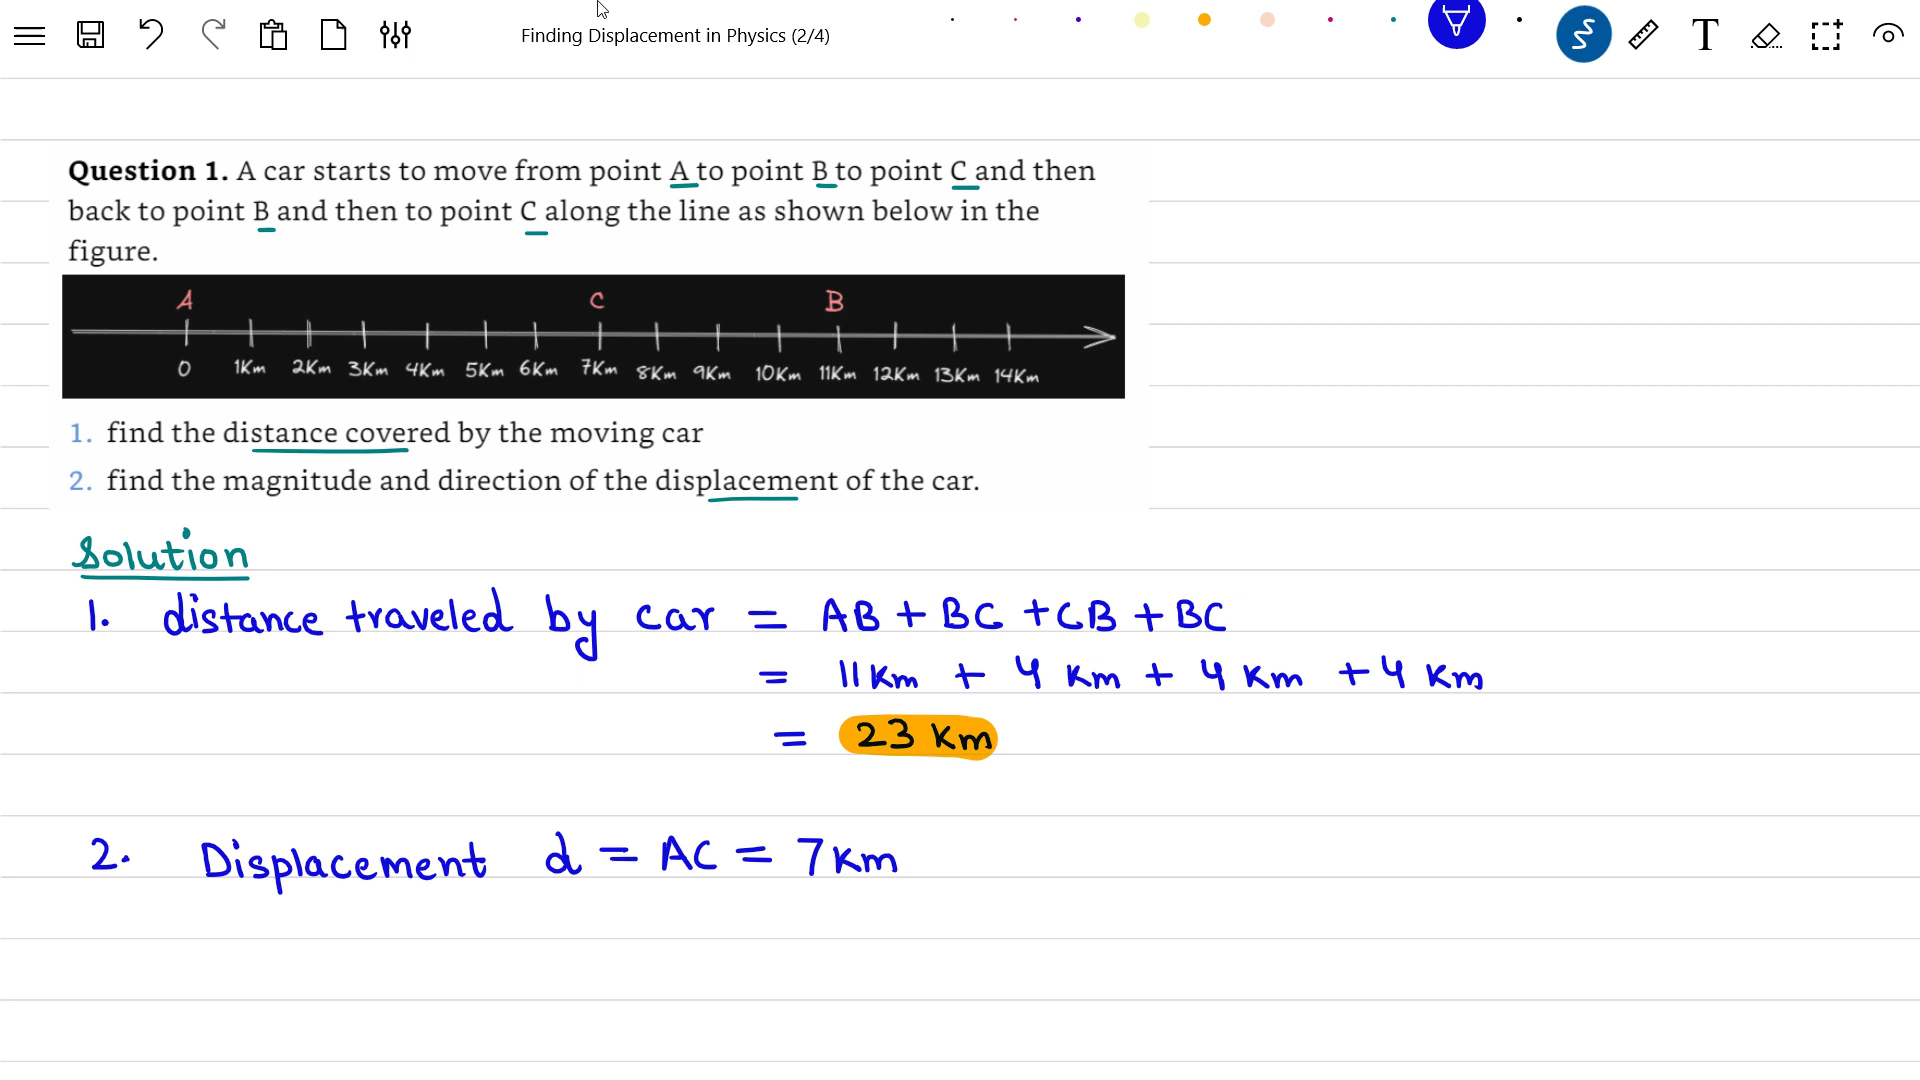 Finding Displacement in Physics (2/4)
T
Question 1. A car starts to move from point A to point B to point C and then
back to point B and then to point C along the line as shown below in the
figure.
A C B
0 1Km 2Km 3Km 4Km 5Km 6Km 7Km 8Km 9Km 10Km 11Km 12Km 13Km 14Km
1. find the distance covered by the moving car
2. find the magnitude and direction of the displacement of the car.
Solution
1. distance traveled by car = AB + BC + CB + BC
= 11Km + 4 Km + 4 Km + 4 Km
= 23 Km
2. Displacement d = AC = 7Km